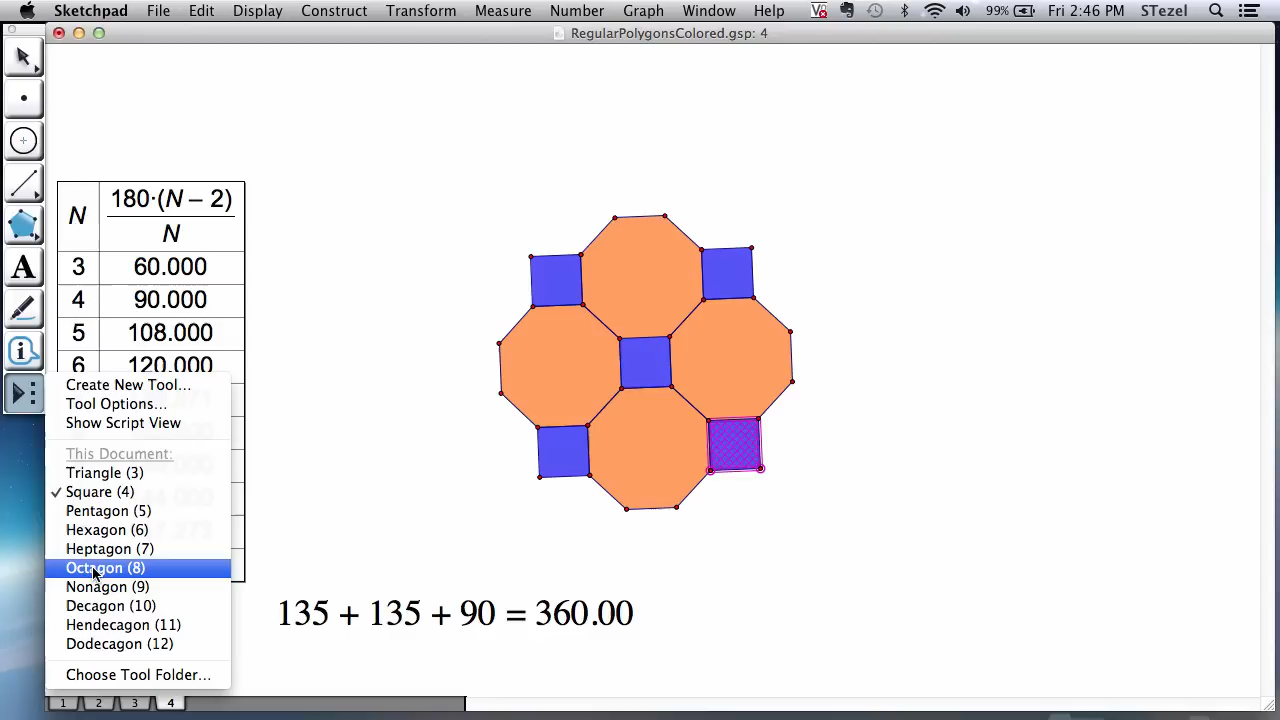 Sketchpad File Edit Display Construct Transform Measure Number Graph Window Help 99% Fri 2:46 PM STezel
RegularPolygonsColored.gsp: 4
N 180·(N – 2)
N
3 60.000
4 90.000
5 108.000
6 120.000
A
Create New Tool...
Tool Options...
Show Script View
This Document:
Triangle (3)
✓ Square (4)
Pentagon (5)
Hexagon (6)
Heptagon (7)
Octagon (8)
Nonagon (9)
Decagon (10)
Hendecagon (11)
Dodecagon (12)
Choose Tool Folder...
135 + 135 + 90 = 360.00
1 2 3 4